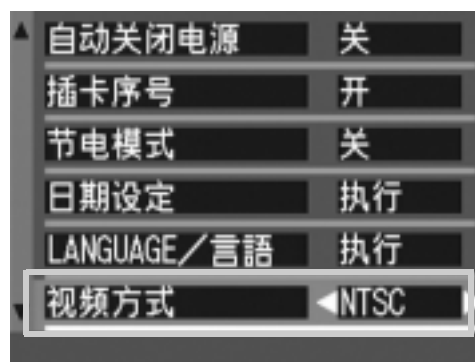 自动关闭电源 关
插卡序号 开
节电模式 关
日期设定 执行
LANGUAGE／言語 执行
视频方式 NTSC